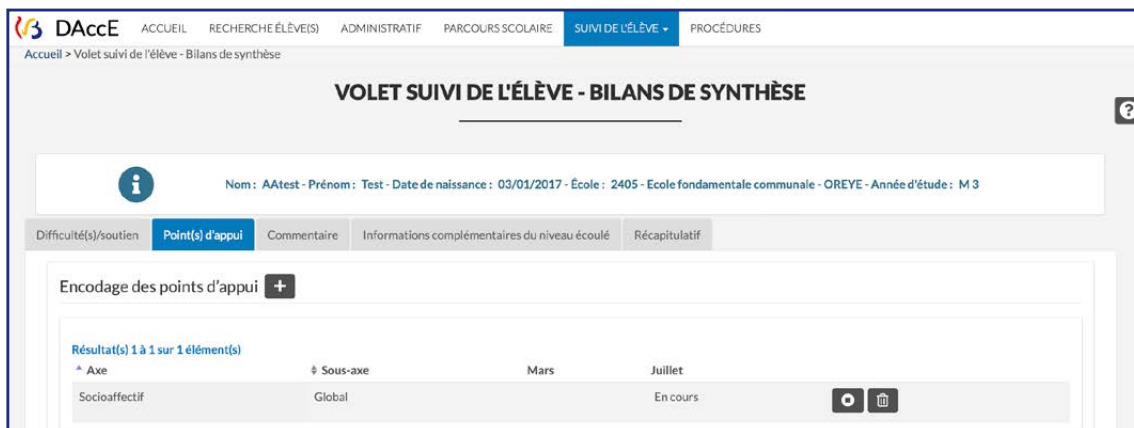 DAccE ACCUEIL RECHERCHE ÉLÈVE(S) ADMINISTRATIF PARCOURS SCOLAIRE SUIVI DE L'ÉLÈVE PROCÉDURES
Accueil > Volet suivi de l'élève - Bilans de synthèse
VOLET SUIVI DE L'ÉLÈVE - BILANS DE SYNTHÈSE
?
i
Nom : AAtest - Prénom : Test - Date de naissance : 03/01/2017 - École : 2405 - Ecole fondamentale communale - OREYE - Année d'étude : M 3
Difficulté(s)/soutien Point(s) d'appui Commentaire Informations complémentaires du niveau écoulé Récapitulatif
Encodage des points d'appui +
Résultat(s) 1 à 1 sur 1 élément(s)
Axe Sous-axe Mars Juillet
Socioaffectif Global En cours